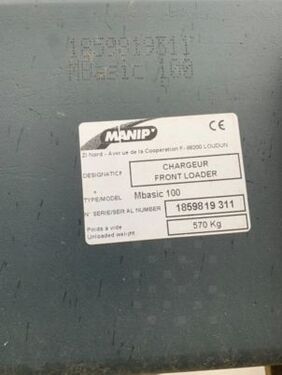 1859819311
MBasic 100
MANIP'
CE
ZI Nord - Avenue de la Cooperation F- 86200 LOUDUN
DESIGNATION
CHARGEUR
FRONT LOADER
TYPE/MODEL Mbasic 100
N° SERIE/SERIAL NUMBER 1859819 311
Poids à vide 570 Kg
Unloaded weight